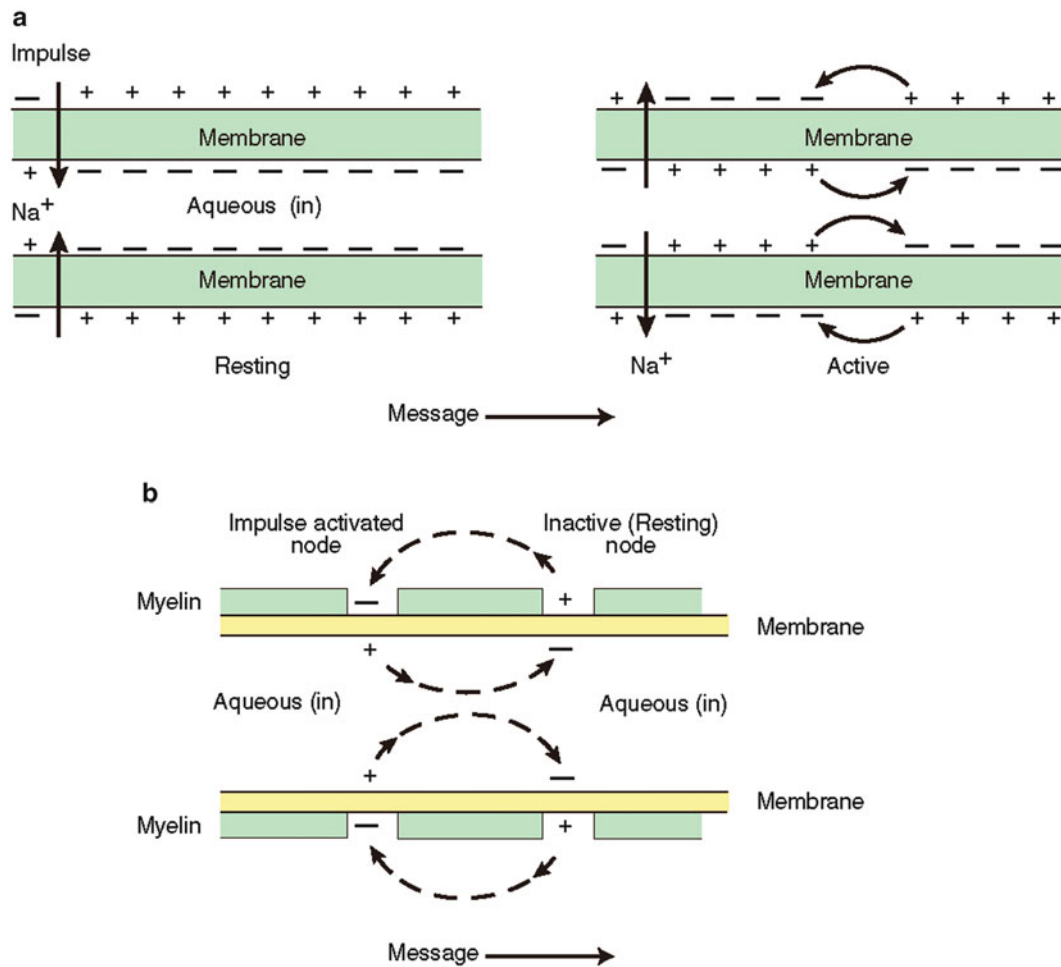 a
Impulse
— + + + + + + + + +
+ — — — — + + + +
Membrane
Membrane
+ — — — — — — — — —
— + + + + — — — —
Na+
Aqueous (in)
+ — — — — — — — — —
— + + + + — — — —
Membrane
Membrane
— + + + + + + + + +
+ — — — — + + + +
Resting
Na+
Active
Message
b
Impulse activated
node
Inactive (Resting)
node
Myelin
— +
Membrane
+ —
Aqueous (in)
Aqueous (in)
+ —
Membrane
Myelin
— +
Message